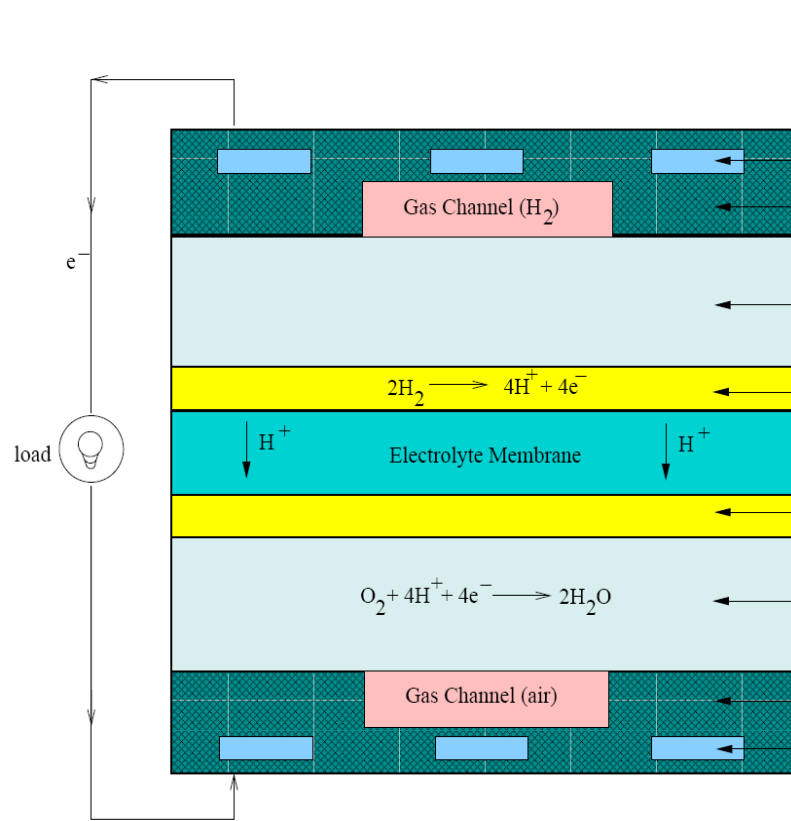 Gas Channel (H₂)
e⁻
2H₂ → 4H⁺ + 4e⁻
H⁺
H⁺
load
Electrolyte Membrane
O₂ + 4H⁺ + 4e⁻ → 2H₂O
Gas Channel (air)